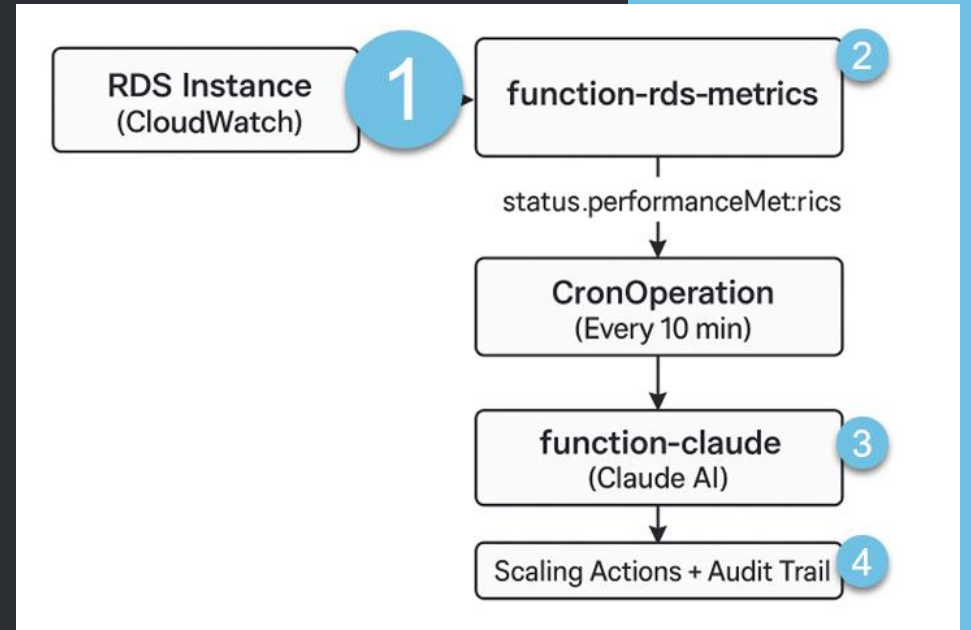 RDS Instance
(CloudWatch)
1
function-rds-metrics
2
status.performanceMet:rics
CronOperation
(Every 10 min)
function-claude
(Claude AI)
3
Scaling Actions + Audit Trail
4